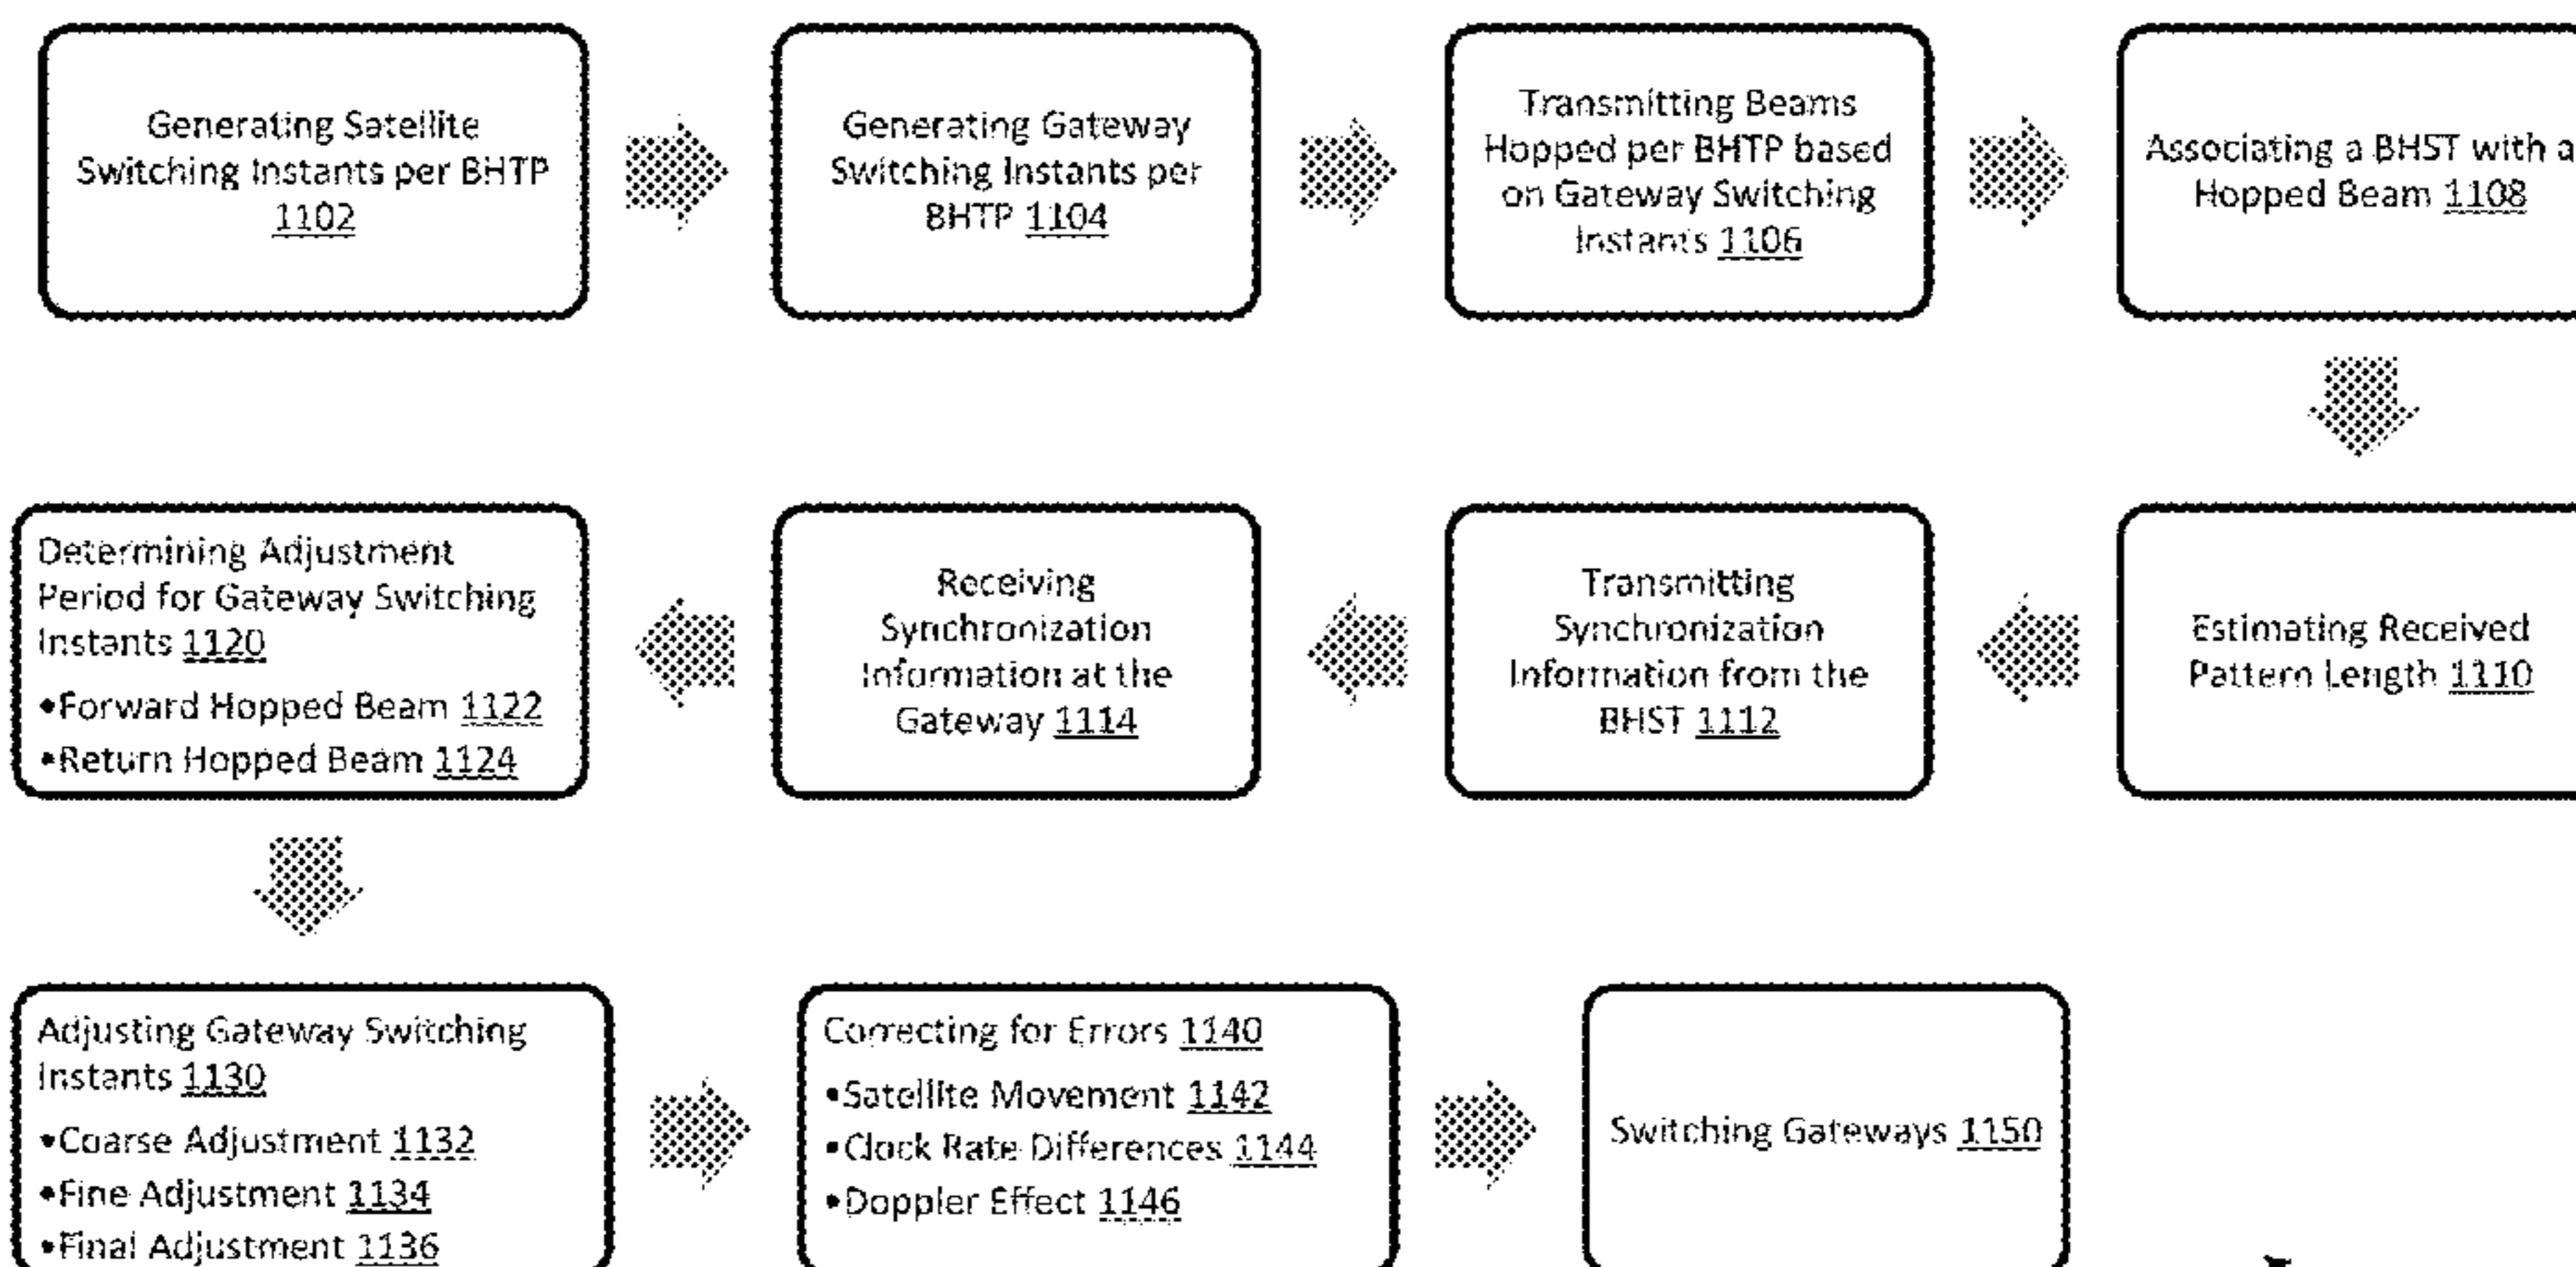 Generating Satellite
Switching Instants per BHTP
1102
Generating Gateway
Switching Instants per
BHTP 1104
Transmitting Beams
Hopped per BHTP based
on Gateway Switching
Instants 1106
Associating a BHST with a
Hopped Beam 1108
Estimating Received
Pattern Length 1110
Transmitting
Synchronization
Information from the
BHST 1112
Receiving
Synchronization
Information at the
Gateway 1114
Determining Adjustment
Period for Gateway Switching
Instants 1120
•Forward Hopped Beam 1122
•Return Hopped Beam 1124
Adjusting Gateway Switching
Instants 1130
•Coarse Adjustment 1132
•Fine Adjustment 1134
•Final Adjustment 1136
Correcting for Errors 1140
•Satellite Movement 1142
•Clock Rate Differences 1144
•Doppler Effect 1146
Switching Gateways 1150